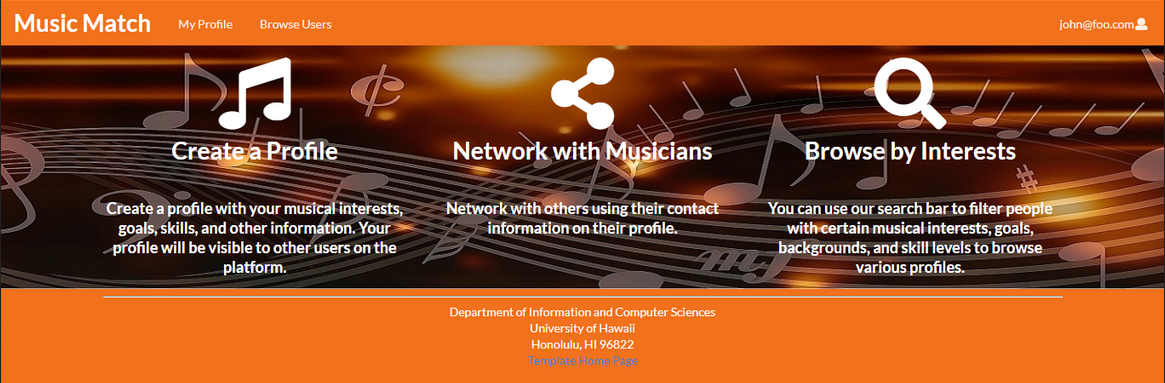 Music Match My Profile Browse Users john@foo.com
Create a Profile
Network with Musicians
Browse by Interests
Create a profile with your musical interests,
goals, skills, and other information. Your
profile will be visible to other users on the
platform.
Network with others using their contact
information on their profile.
You can use our search bar to filter people
with certain musical interests, goals,
backgrounds, and skill levels to browse
various profiles.
Department of Information and Computer Sciences
University of Hawaii
Honolulu, HI 96822
Template Home Page